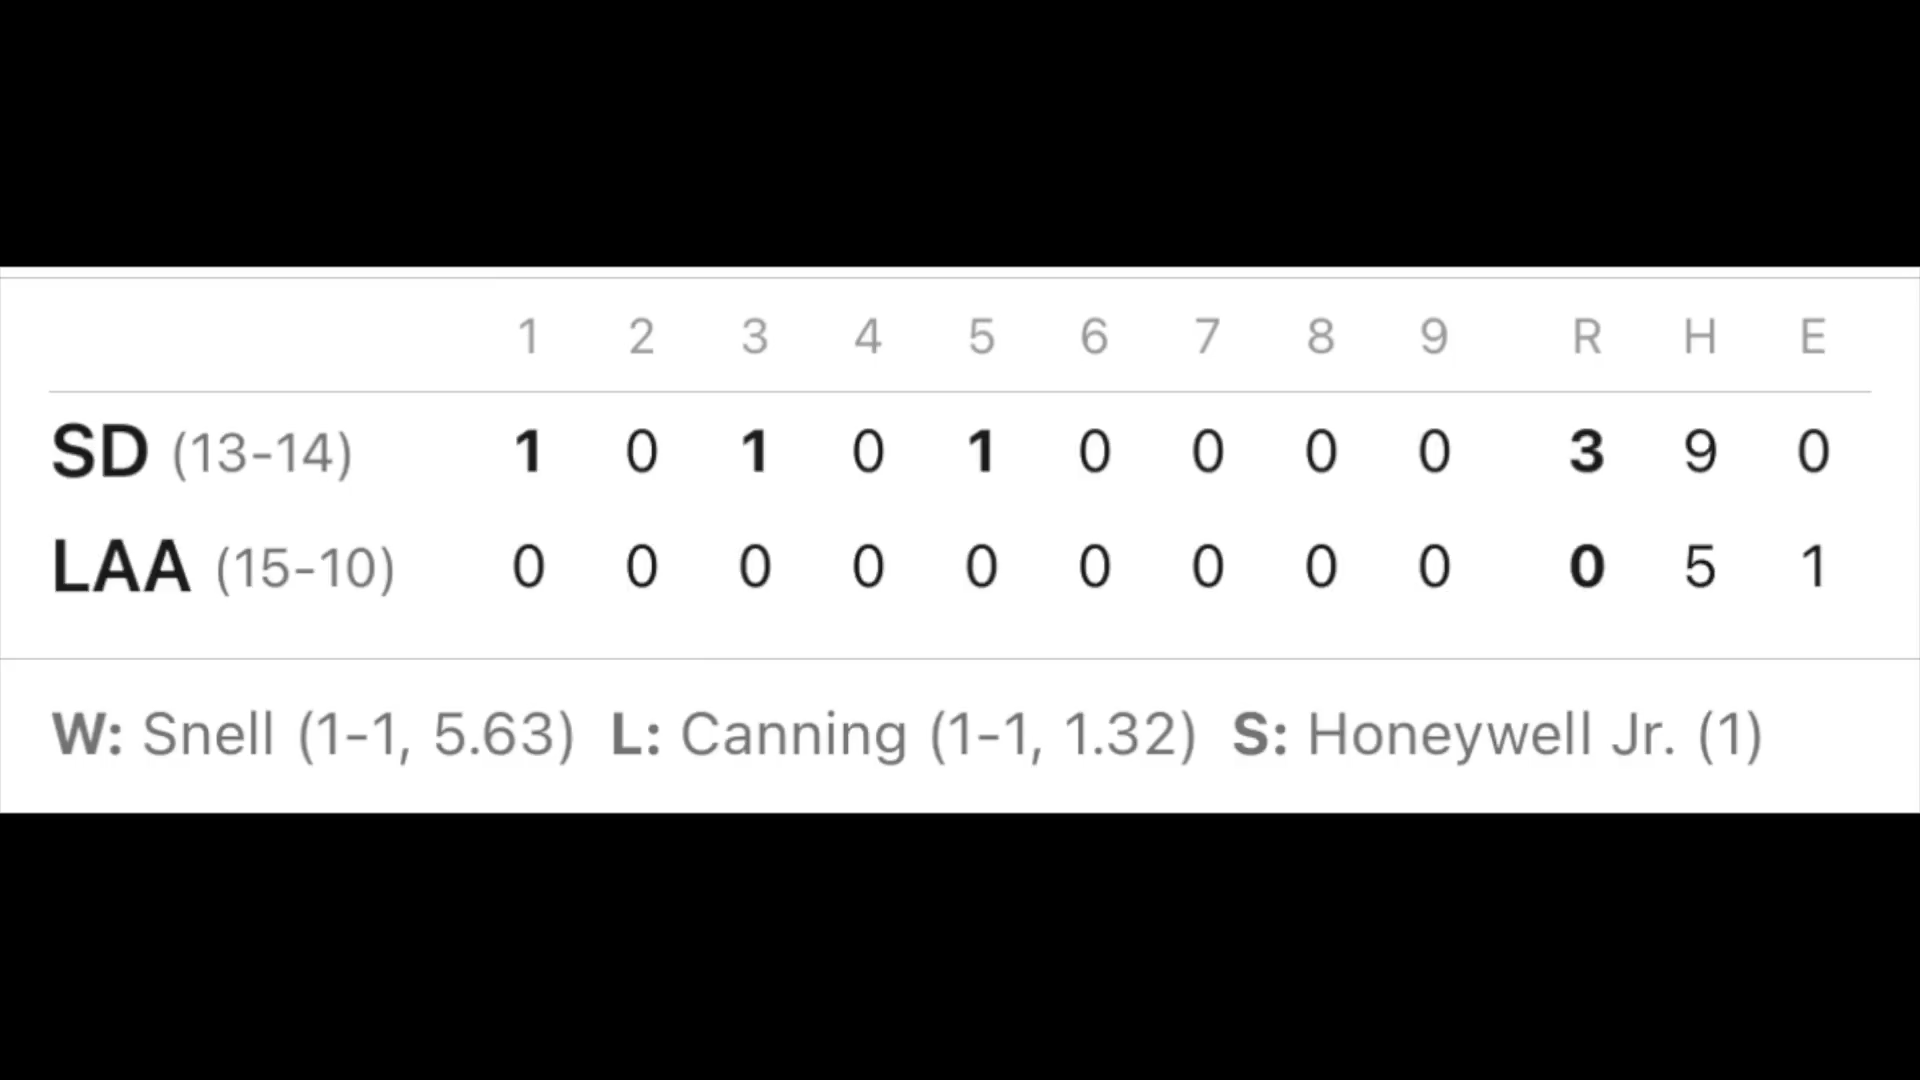 1 2 3 4 5 6 7 8 9 R H E
SD (13-14) 1 0 1 0 1 0 0 0 0 3 9 0
LAA (15-10) 0 0 0 0 0 0 0 0 0 0 5 1
W: Snell (1-1, 5.63) L: Canning (1-1, 1.32) S: Honeywell Jr. (1)